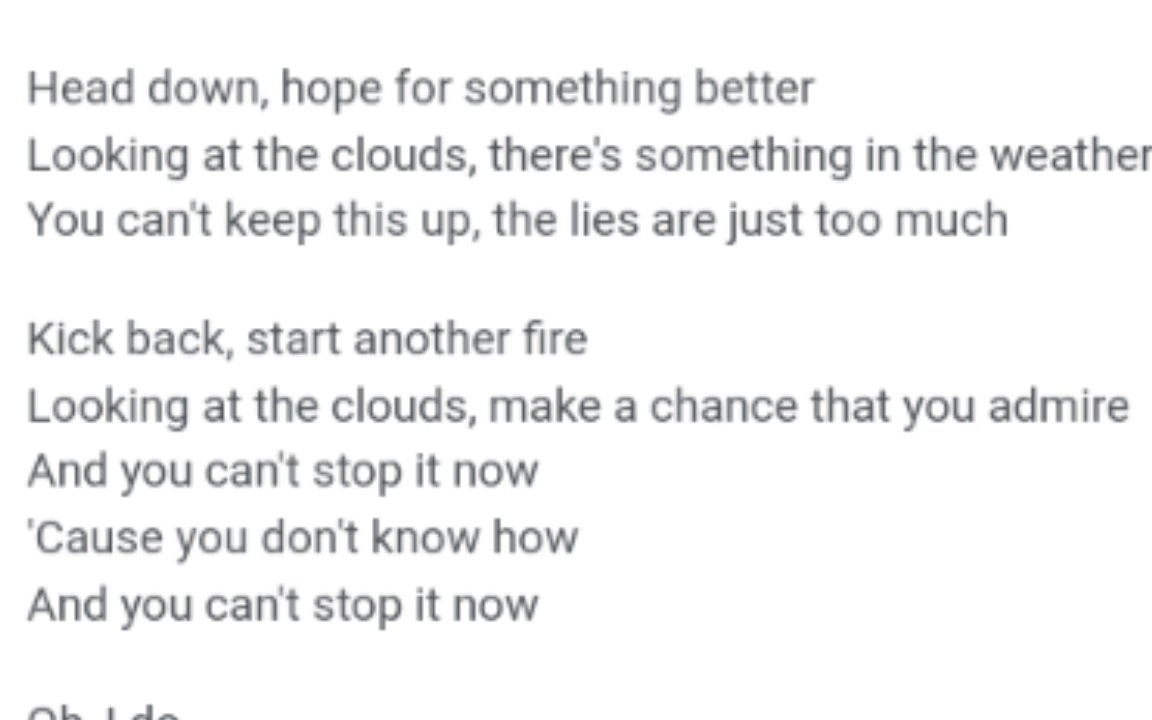 Head down, hope for something better
Looking at the clouds, there's something in the weather
You can't keep this up, the lies are just too much
Kick back, start another fire
Looking at the clouds, make a chance that you admire
And you can't stop it now
'Cause you don't know how
And you can't stop it now
Oh, I do